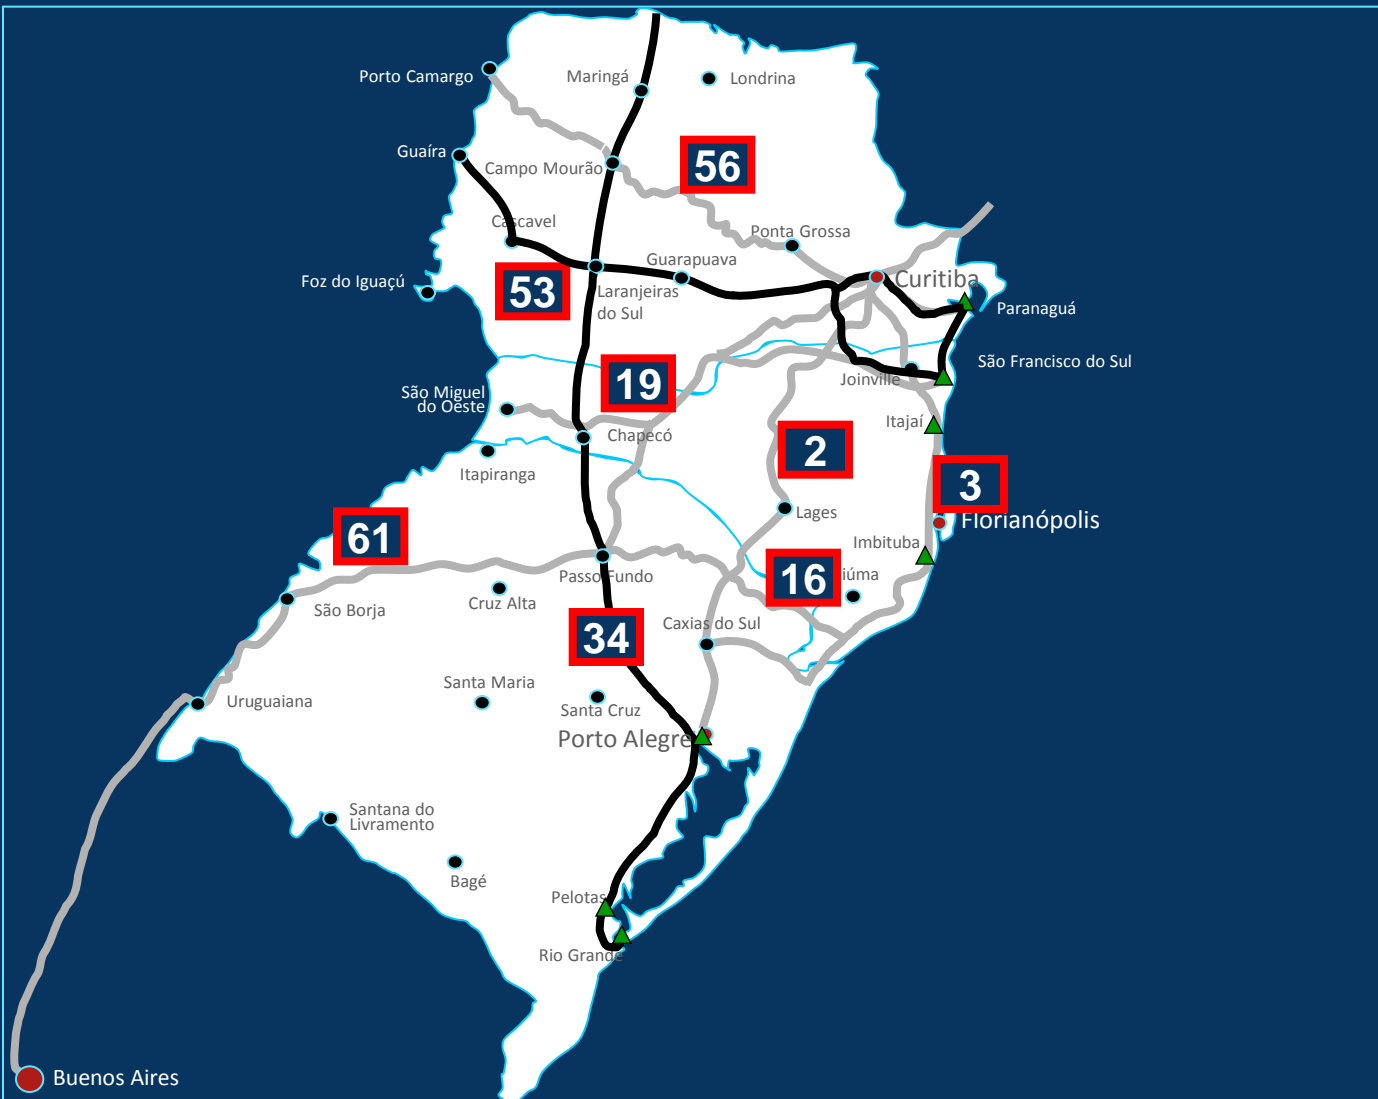 Porto Camargo
Maringá
Londrina
Guaíra
Campo Mourão
56
Cascavel
Ponta Grossa
Guarapuava
Foz do Iguaçú
53
Laranjeiras
do Sul
Curitiba
Paranaguá
São Francisco do Sul
Joinville
19
São Miguel
do Oeste
Itajaí
Chapecó
2
Itapiranga
3
Lages
Florianópolis
61
Imbituba
Passo Fundo
16
iúma
Cruz Alta
São Borja
34
Caxias do Sul
Santa Maria
Uruguaiana
Santa Cruz
Porto Alegre
Santana do
Livramento
Bagé
Pelotas
Rio Grande
Buenos Aires